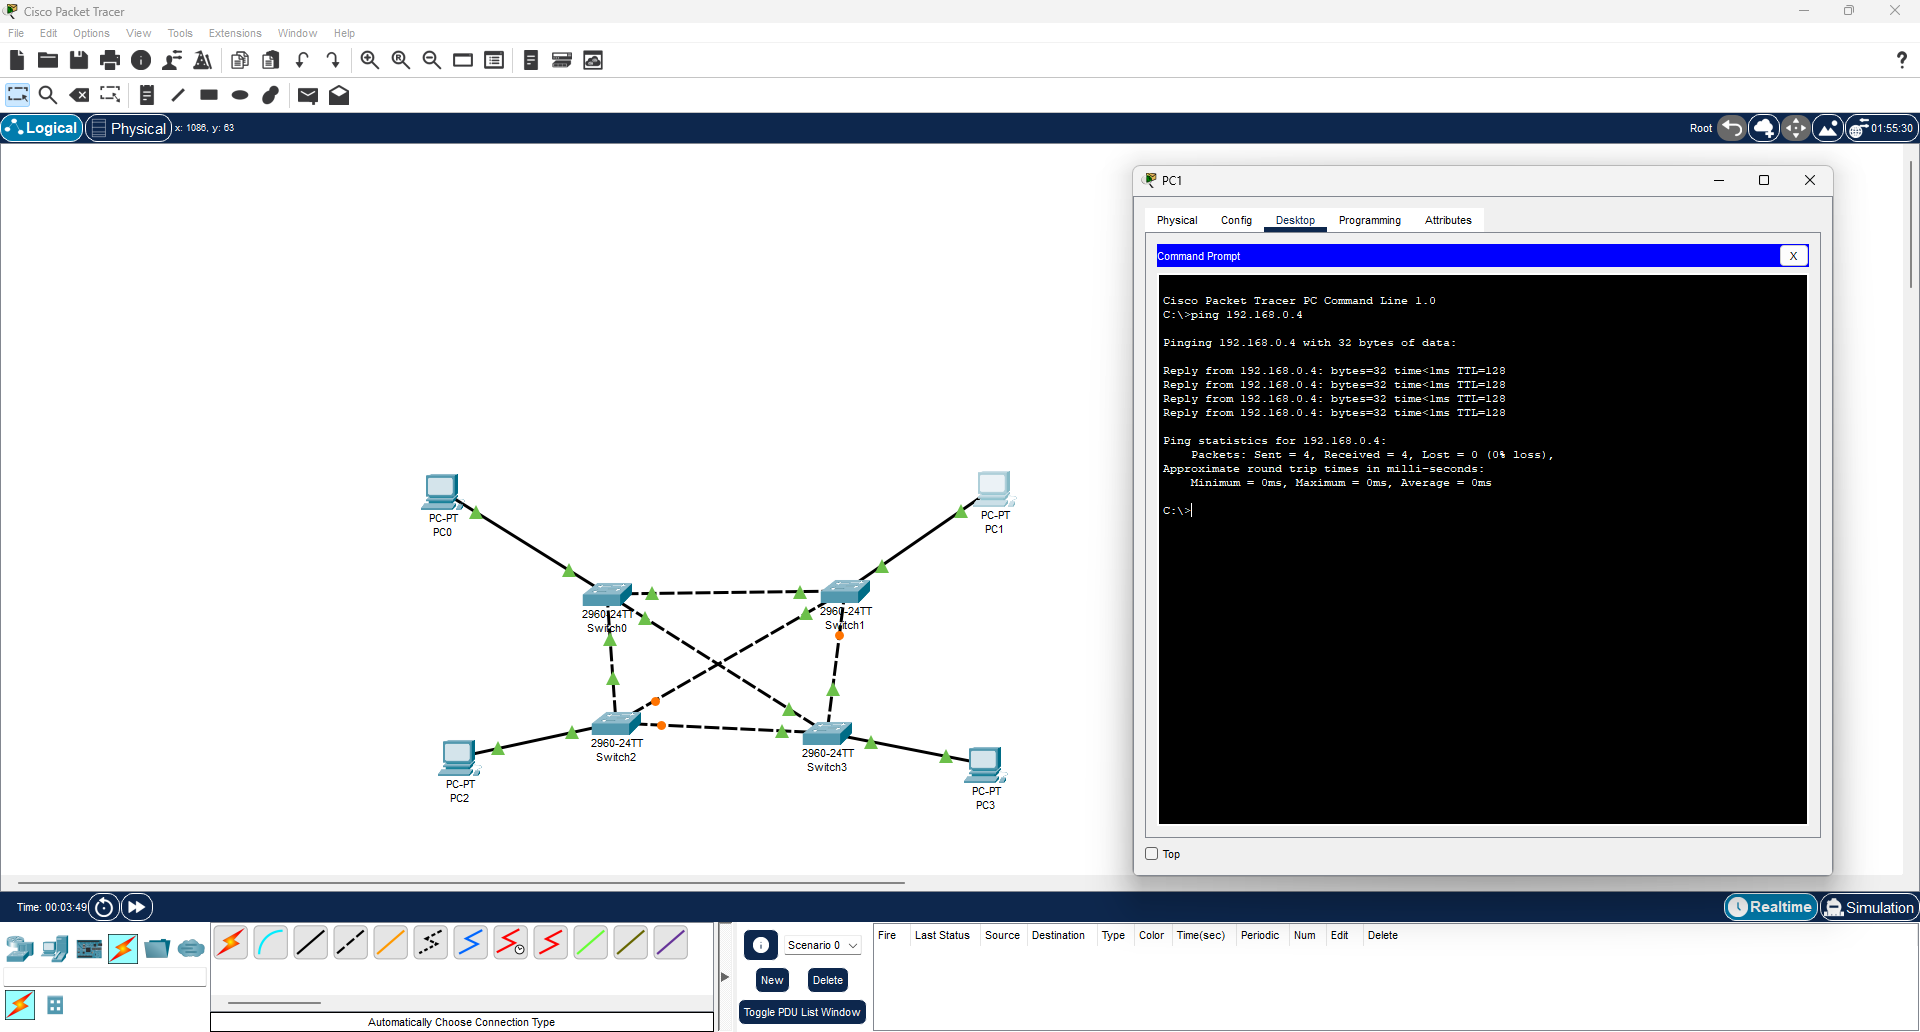 Cisco Packet Tracer
File Edit Options View Tools Extensions Window Help
?
Logical Physical x: 1086, y: 63 Root 01:55:30
PC1
Physical Config Desktop Programming Attributes
Command Prompt X
Cisco Packet Tracer PC Command Line 1.0
C:\>ping 192.168.0.4
Pinging 192.168.0.4 with 32 bytes of data:
Reply from 192.168.0.4: bytes=32 time<1ms TTL=128
Reply from 192.168.0.4: bytes=32 time<1ms TTL=128
Reply from 192.168.0.4: bytes=32 time<1ms TTL=128
Reply from 192.168.0.4: bytes=32 time<1ms TTL=128
Ping statistics for 192.168.0.4:
Packets: Sent = 4, Received = 4, Lost = 0 (0% loss),
Approximate round trip times in milli-seconds:
Minimum = 0ms, Maximum = 0ms, Average = 0ms
C:\>
Top
PC-PT
PC0
PC-PT
PC1
2960-24TT
Switch0
2960-24TT
Switch1
2960-24TT
Switch2
2960-24TT
Switch3
PC-PT
PC2
PC-PT
PC3
Time: 00:03:49 Realtime Simulation
Scenario 0
New Delete
Toggle PDU List Window
Fire Last Status Source Destination Type Color Time(sec) Periodic Num Edit Delete
Automatically Choose Connection Type